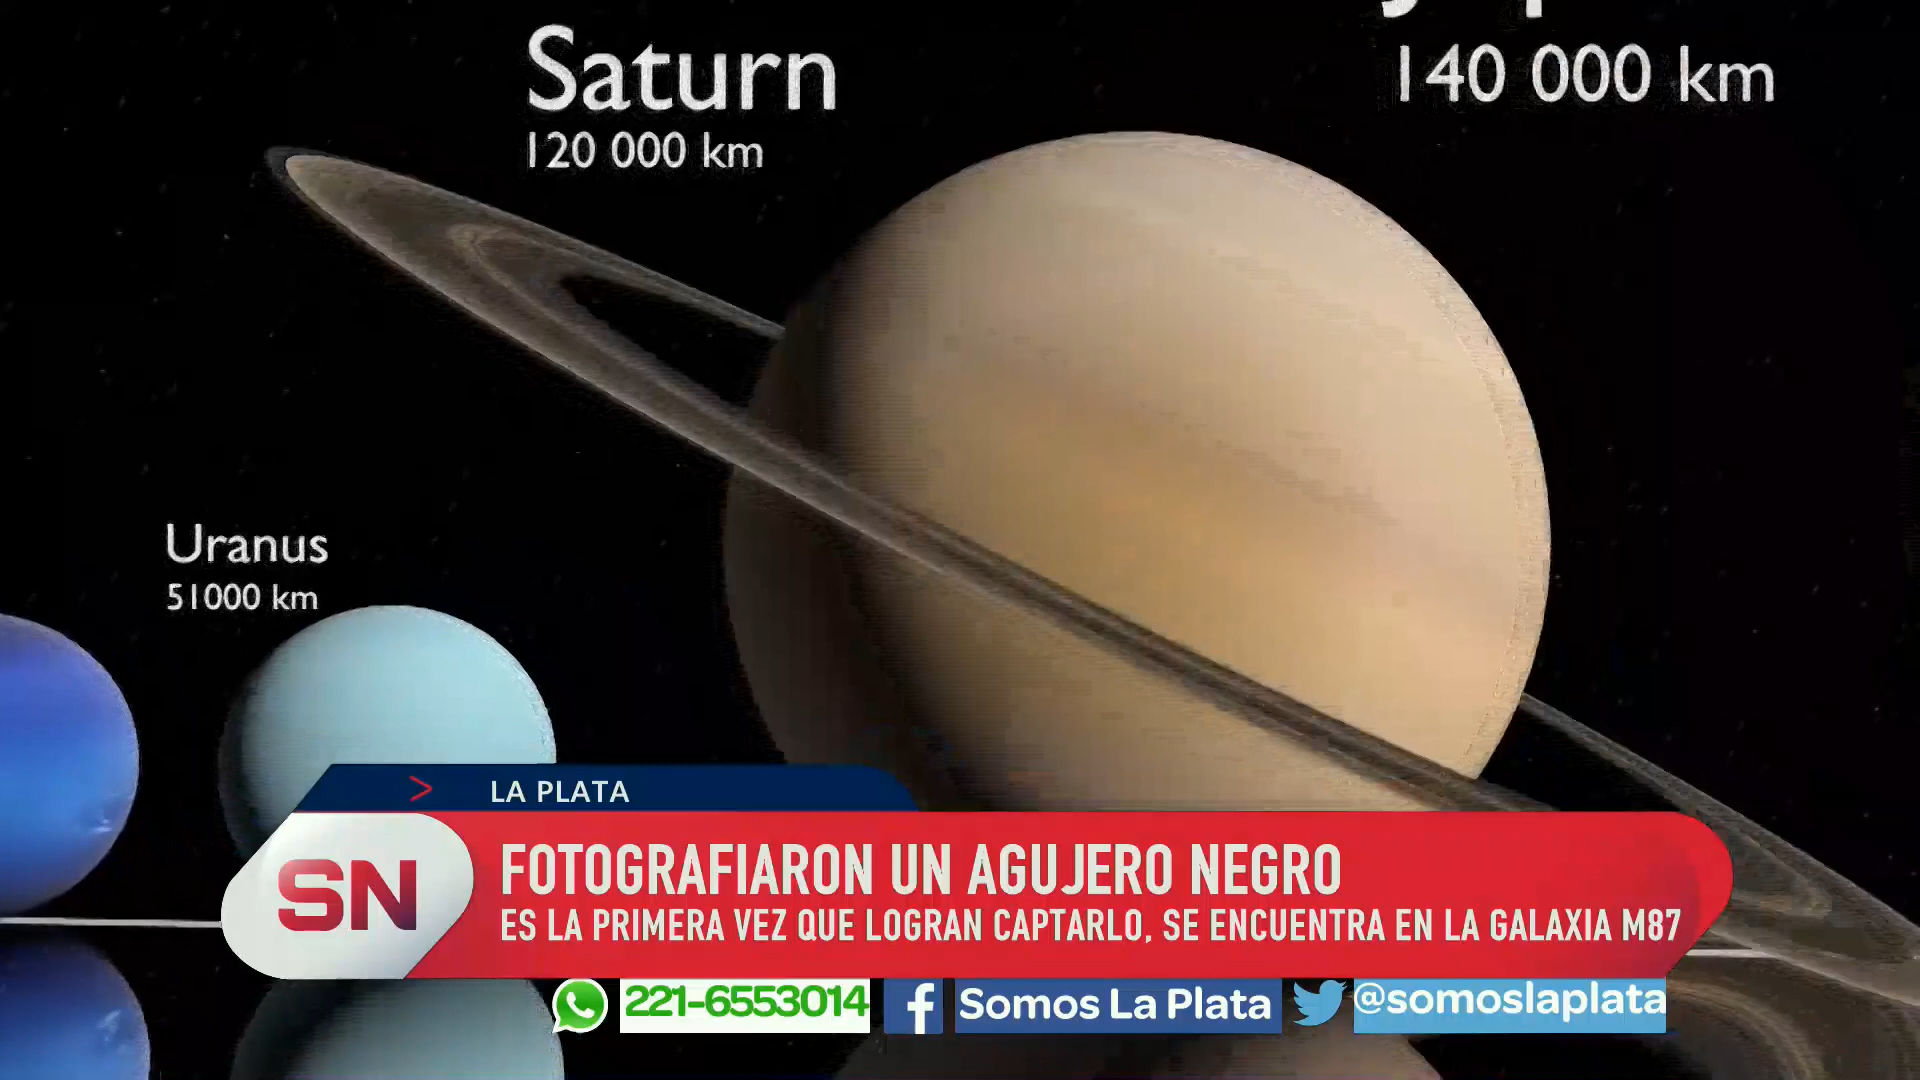 Saturn
120 000 km
140 000 km
Uranus
51000 km
> LA PLATA
SN
FOTOGRAFIARON UN AGUJERO NEGRO
ES LA PRIMERA VEZ QUE LOGRAN CAPTARLO, SE ENCUENTRA EN LA GALAXIA M87
221-6553014
Somos La Plata
@somoslaplata